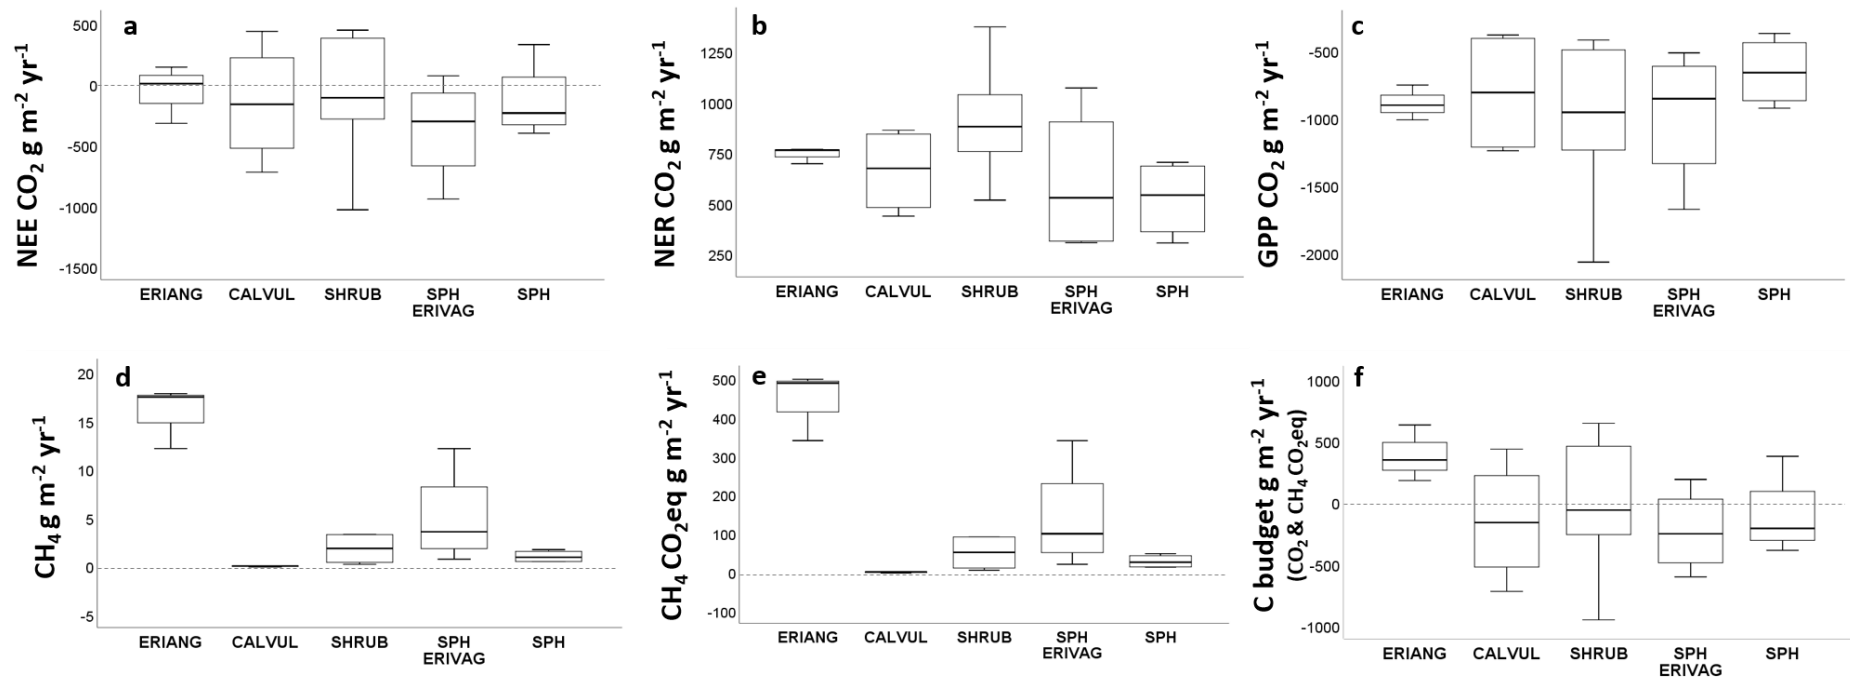 a
NEE CO2 g m-2 yr-1
500
0
-500
-1000
-1500
ERIANG CALVUL SHRUB SPH SPH
ERIVAG
b
NER CO2 g m-2 yr-1
1250
1000
750
500
250
ERIANG CALVUL SHRUB SPH SPH
ERIVAG
c
GPP CO2 g m-2 yr-1
-500
-1000
-1500
-2000
ERIANG CALVUL SHRUB SPH SPH
ERIVAG
d
CH4 g m-2 yr-1
20
15
10
5
0
-5
ERIANG CALVUL SHRUB SPH SPH
ERIVAG
e
CH4 CO2eq g m-2 yr-1
500
400
300
200
100
0
-100
ERIANG CALVUL SHRUB SPH SPH
ERIVAG
f
C budget g m-2 yr-1
(CO2 & CH4 CO2eq)
1000
500
0
-500
-1000
ERIANG CALVUL SHRUB SPH SPH
ERIVAG